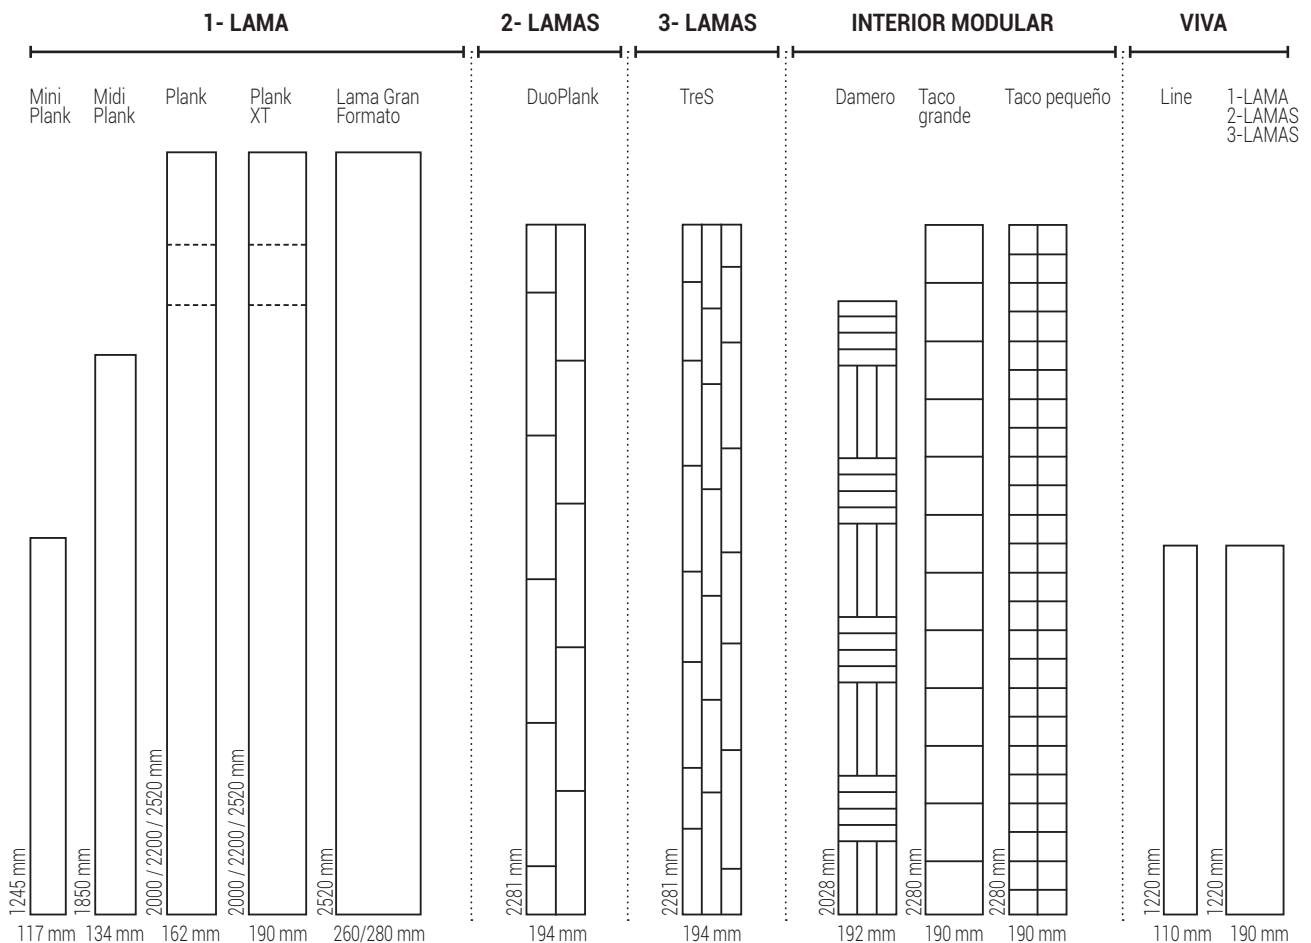 1- LAMA
2- LAMAS
3- LAMAS
INTERIOR MODULAR
VIVA
Mini
Plank
Midi
Plank
Plank
Plank
XT
Lama Gran
Formato
DuoPlank
TreS
Damero
Taco
grande
Taco pequeño
Line
1-LAMA
2-LAMAS
3-LAMAS
1245 mm
1850 mm
2000 / 2200 / 2520 mm
2000 / 2200 / 2520 mm
2520 mm
2281 mm
2281 mm
2028 mm
2280 mm
2280 mm
1220 mm
1220 mm
117 mm
134 mm
162 mm
190 mm
260/280 mm
194 mm
194 mm
192 mm
190 mm
190 mm
110 mm
190 mm